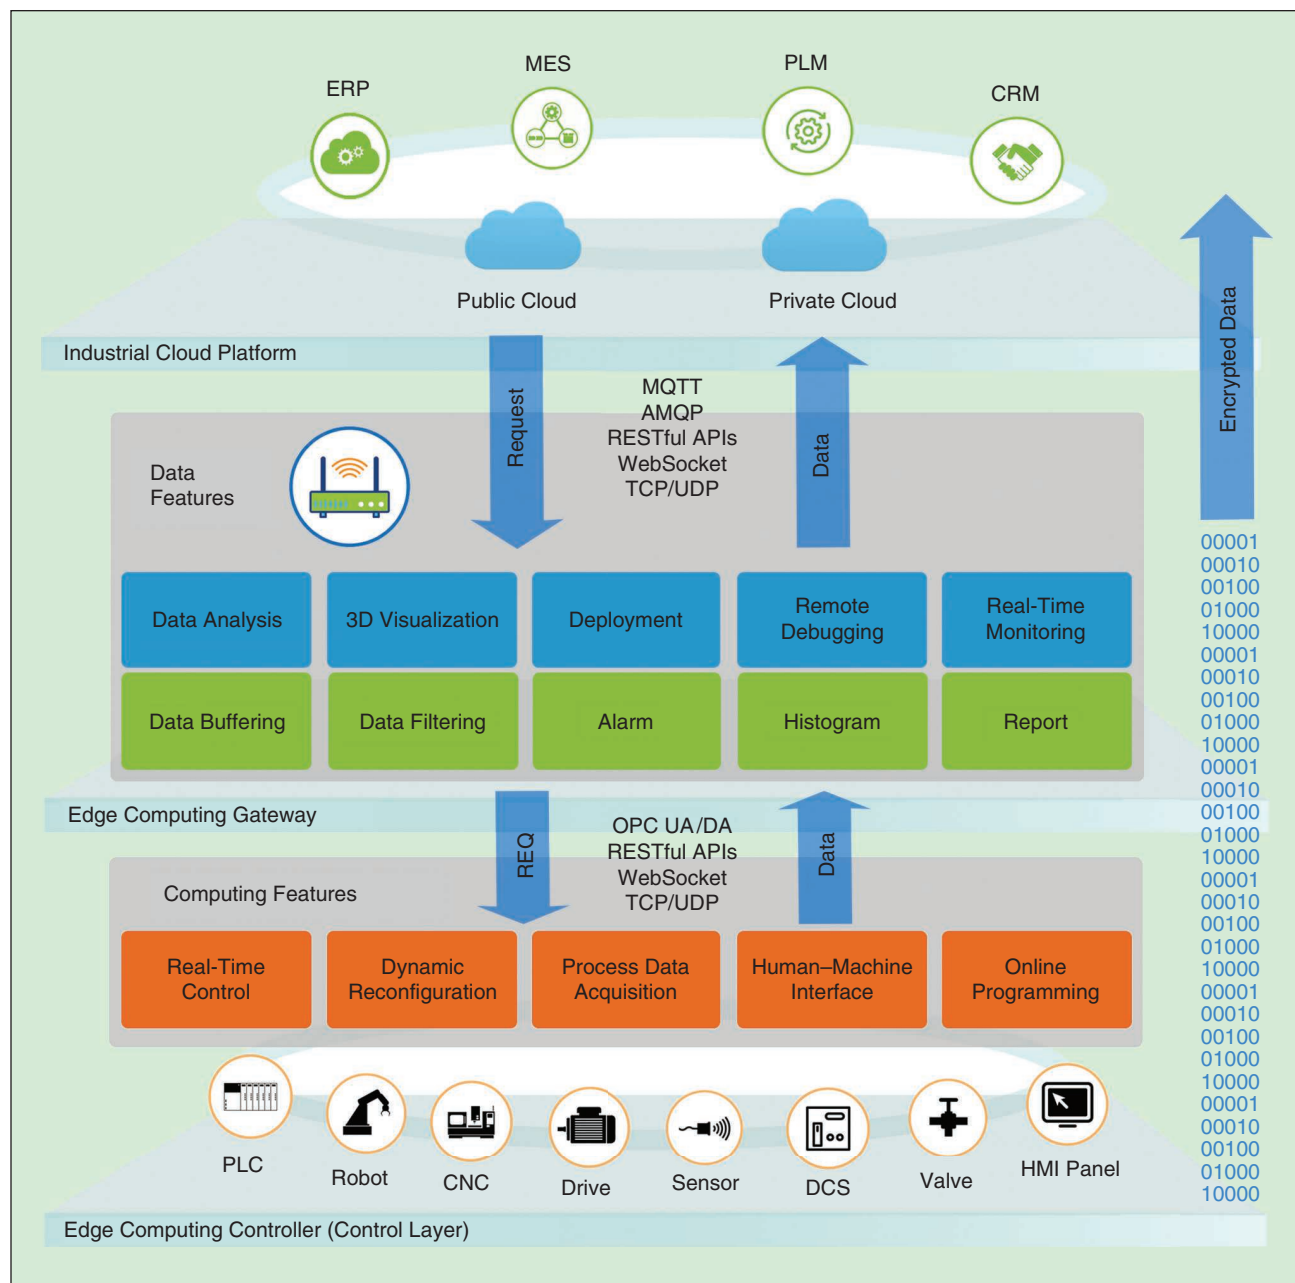 ERP
MES
PLM
CRM
Public Cloud
Private Cloud
Industrial Cloud Platform
Encrypted Data
Request
MQTT
AMQP
RESTful APIs
WebSocket
TCP/UDP
Data
Data
Features
Data Analysis
3D Visualization
Deployment
Remote
Debugging
Real-Time
Monitoring
Data Buffering
Data Filtering
Alarm
Histogram
Report
Edge Computing Gateway
REQ
OPC UA/DA
RESTful APIs
WebSocket
TCP/UDP
Data
Computing Features
Real-Time
Control
Dynamic
Reconfiguration
Process Data
Acquisition
Human–Machine
Interface
Online
Programming
PLC
Robot
CNC
Drive
Sensor
DCS
Valve
HMI Panel
Edge Computing Controller (Control Layer)
00001
00010
00100
01000
10000
00001
00010
00100
01000
10000
00001
00010
00100
01000
10000
00001
00010
00100
01000
10000
00001
00010
00100
01000
10000
00001
00010
00100
01000
10000